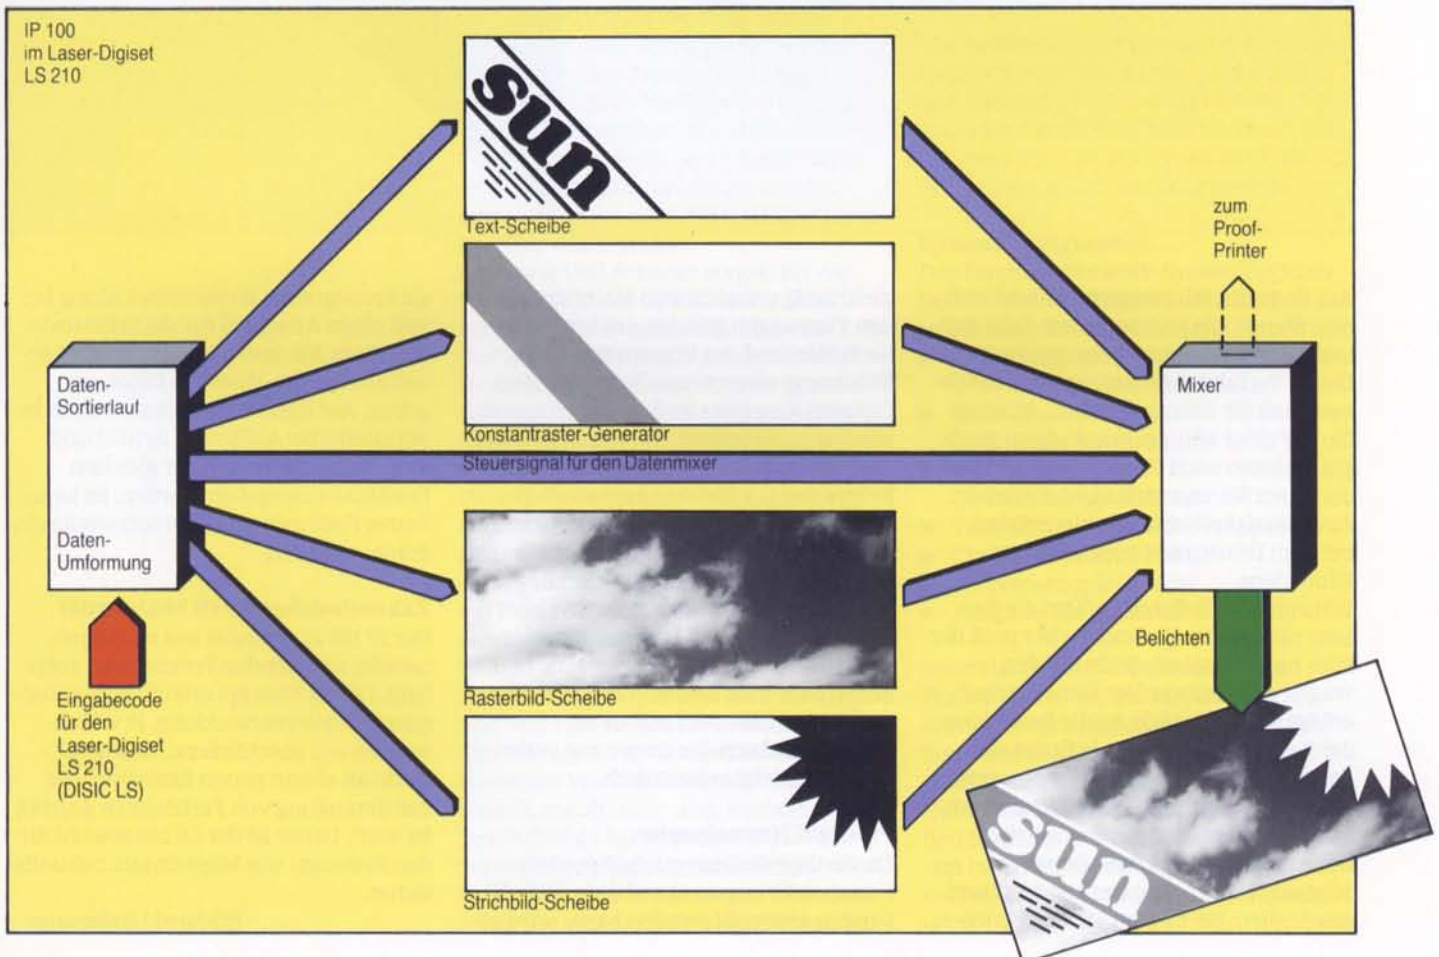 IP 100
im Laser-Digiset
LS 210
sun
Text-Scheibe
zum
Proof-
Printer
Konstantraster-Generator
Daten-
Sortierlauf
Mixer
Steuersignal für den Datenmixer
Daten-
Umformung
Belichten
Rasterbild-Scheibe
Eingabecode
für den
Laser-Digiset
LS 210
(DISIC LS)
sun
Strichbild-Scheibe